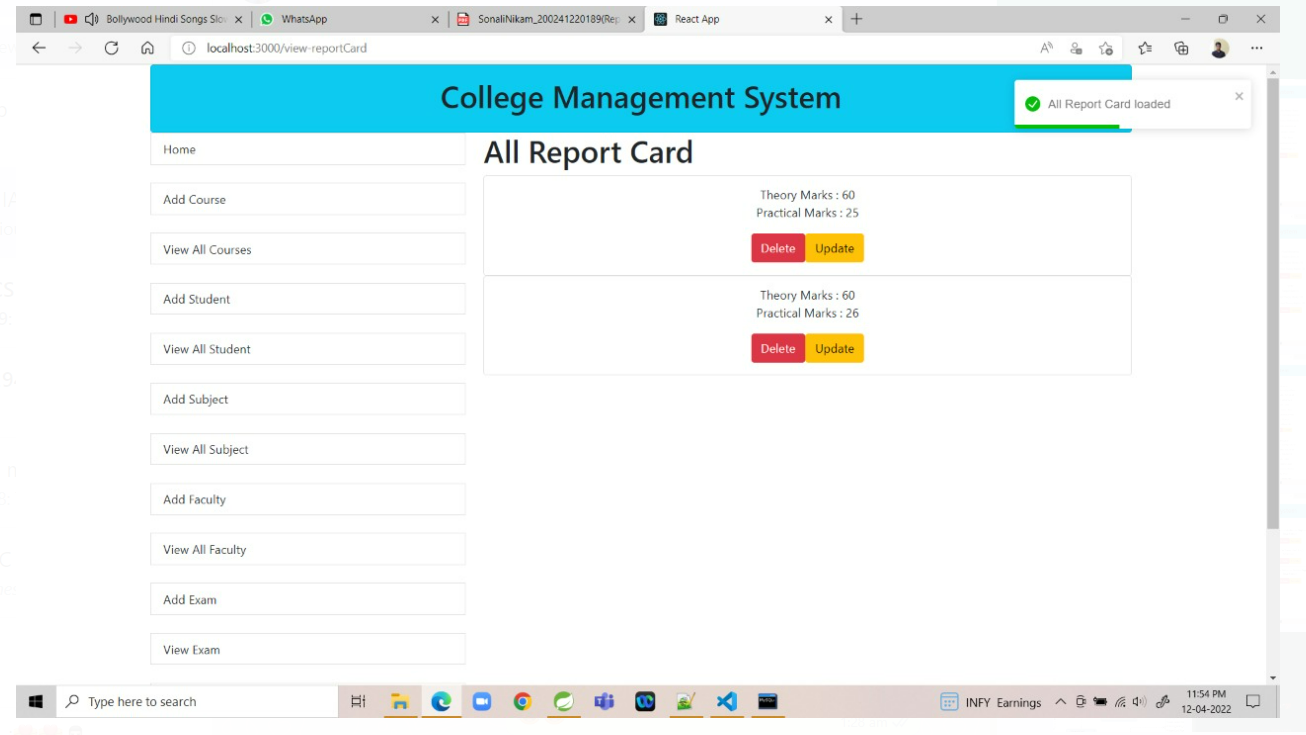 Bollywood Hindi Songs Slo
WhatsApp
SonaliNikam_200241220189(Rep
React App
localhost:3000/view-reportCard
College Management System
All Report Card loaded
Home
Add Course
View All Courses
Add Student
View All Student
Add Subject
View All Subject
Add Faculty
View All Faculty
Add Exam
View Exam
All Report Card
Theory Marks : 60
Practical Marks : 25
Delete Update
Theory Marks : 60
Practical Marks : 26
Delete Update
Type here to search
INFY Earnings
11:54 PM
12-04-2022